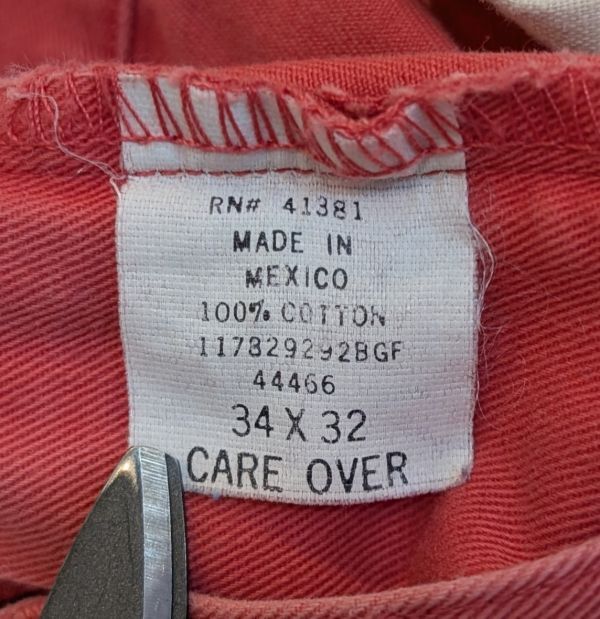 RN# 41381
MADE IN
MEXICO
100% COTTON
117829292BGF
44466
34 X 32
CARE OVER